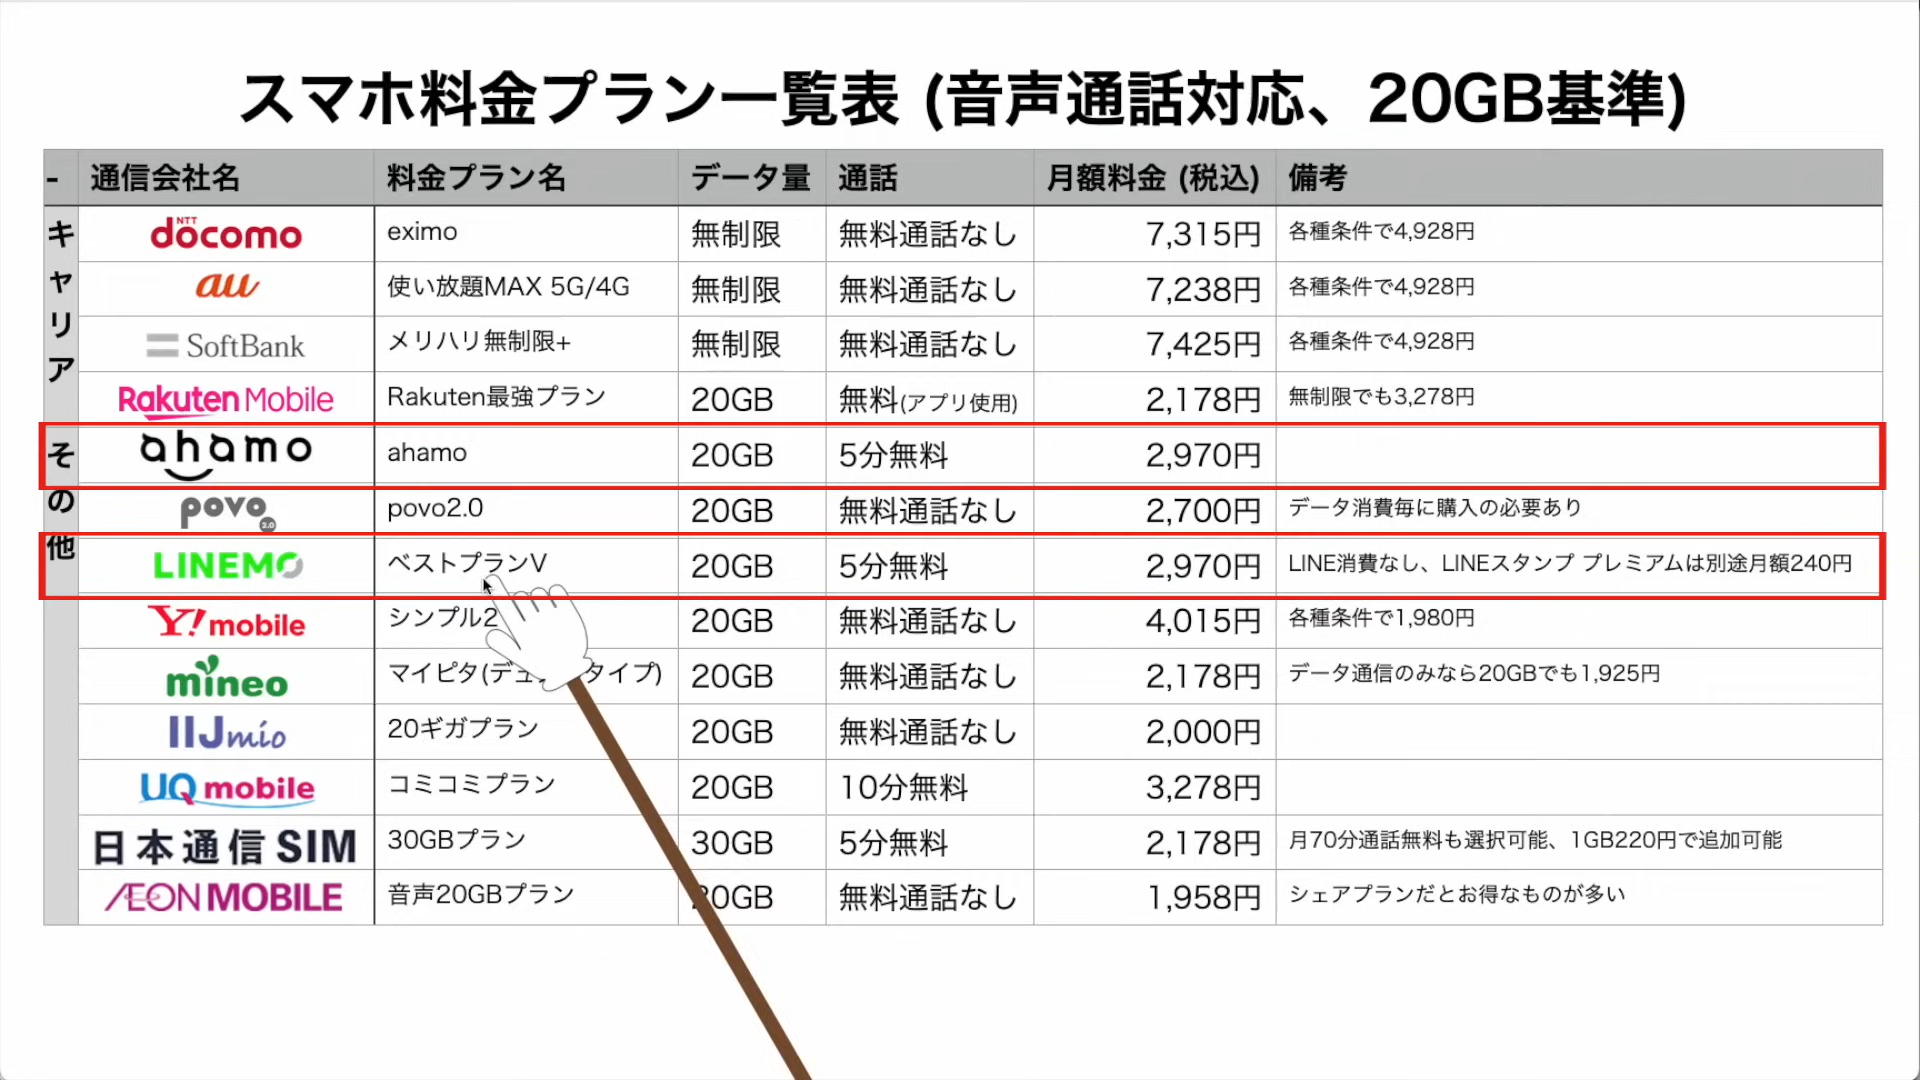 スマホ料金プラン一覧表 (音声通話対応、20GB基準)
- 通信会社名 料金プラン名 データ量 通話 月額料金 (税込) 備考
キャリア
NTT docomo eximo 無制限 無料通話なし 7,315円 各種条件で4,928円
au 使い放題MAX 5G/4G 無制限 無料通話なし 7,238円 各種条件で4,928円
SoftBank メリハリ無制限+ 無制限 無料通話なし 7,425円 各種条件で4,928円
Rakuten Mobile Rakuten最強プラン 20GB 無料(アプリ使用) 2,178円 無制限でも3,278円
その他
ahamo ahamo 20GB 5分無料 2,970円
povo2.0 povo2.0 20GB 無料通話なし 2,700円 データ消費毎に購入の必要あり
LINEMO ベストプランV 20GB 5分無料 2,970円 LINE消費なし、LINEスタンプ プレミアムは別途月額240円
Y!mobile シンプル2 20GB 無料通話なし 4,015円 各種条件で1,980円
mineo マイピタ(デュ タイプ) 20GB 無料通話なし 2,178円 データ通信のみなら20GBでも1,925円
IIJmio 20ギガプラン 20GB 無料通話なし 2,000円
UQ mobile コミコミプラン 20GB 10分無料 3,278円
日本通信SIM 30GBプラン 30GB 5分無料 2,178円 月70分通話無料も選択可能、1GB220円で追加可能
AEON MOBILE 音声20GBプラン 20GB 無料通話なし 1,958円 シェアプランだとお得なものが多い